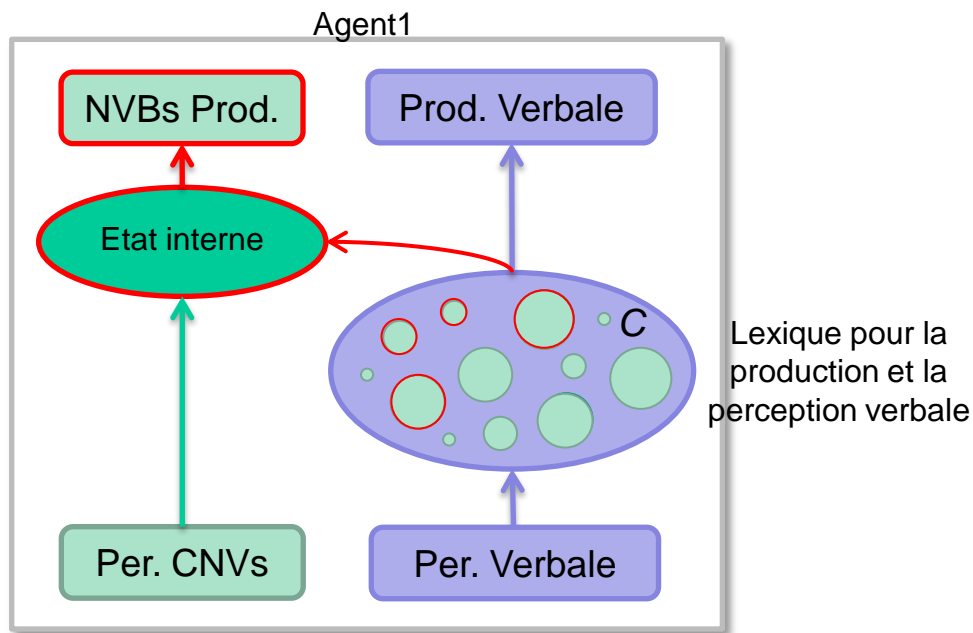 Agent1
NVBs Prod.
Prod. Verbale
Etat interne
C
Lexique pour la
production et la
perception verbale
Per. CNVs
Per. Verbale